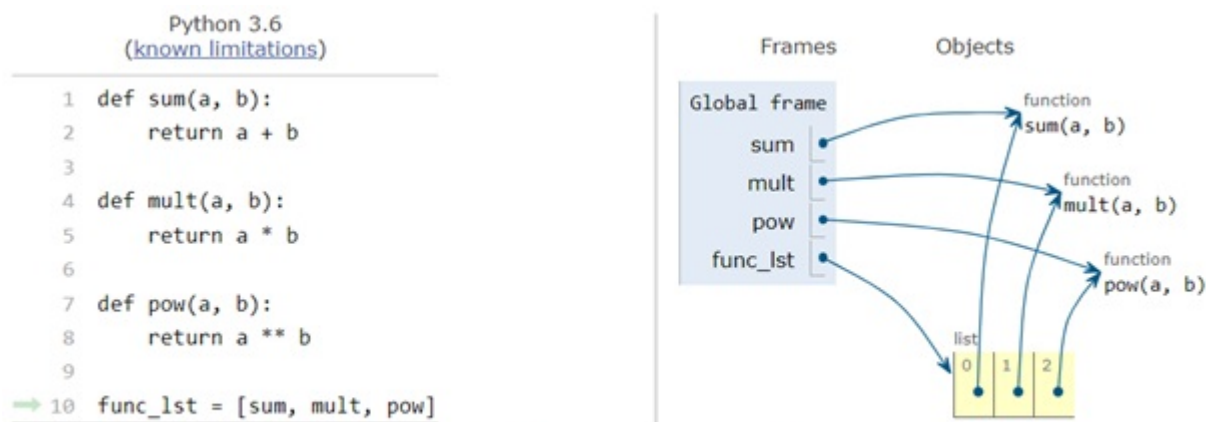 Python 3.6
(known limitations)
1 def sum(a, b):
2     return a + b
3
4 def mult(a, b):
5     return a * b
6
7 def pow(a, b):
8     return a ** b
9
10 func_lst = [sum, mult, pow]
Frames Objects
Global frame
sum
mult
pow
func_lst
function
sum(a, b)
function
mult(a, b)
function
pow(a, b)
list
0 1 2